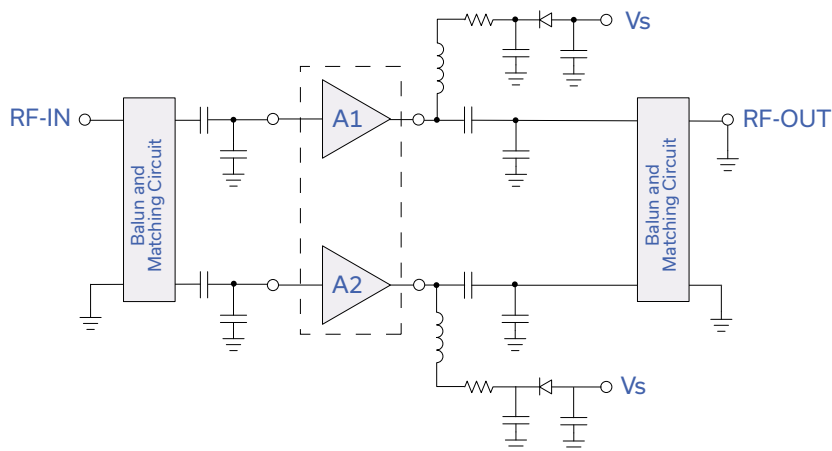 Vs
RF-IN
Balun and
Matching Circuit
A1
Balun and
Matching Circuit
RF-OUT
A2
Vs